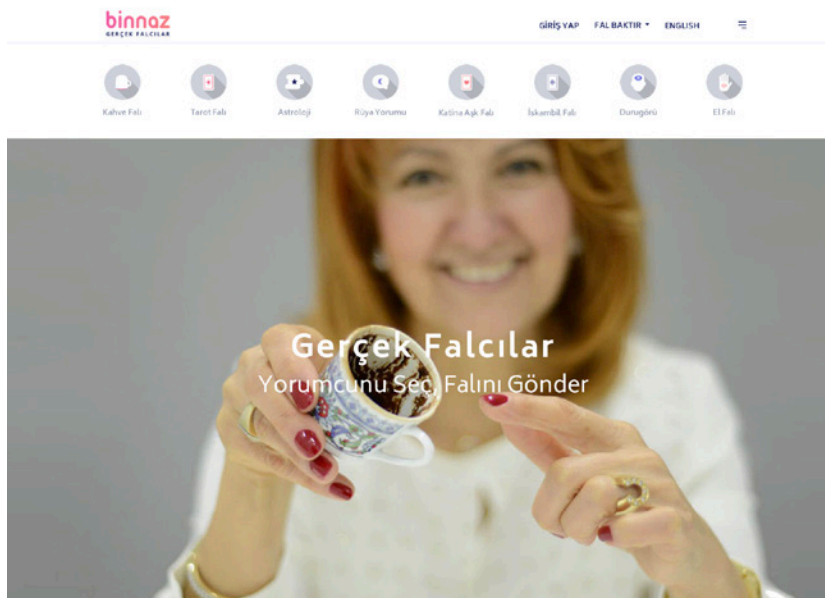 binnaz
GERÇEK FALCILAR
GİRİŞ YAP
FAL BAKTIR
ENGLISH
Kahve Falı
Tarot Falı
Astroloji
Rüya Yorumu
Katina Aşk Falı
İskambil Falı
Durugörü
El Falı
Gerçek Falcılar
Yorumcunu Seç, Falını Gönder